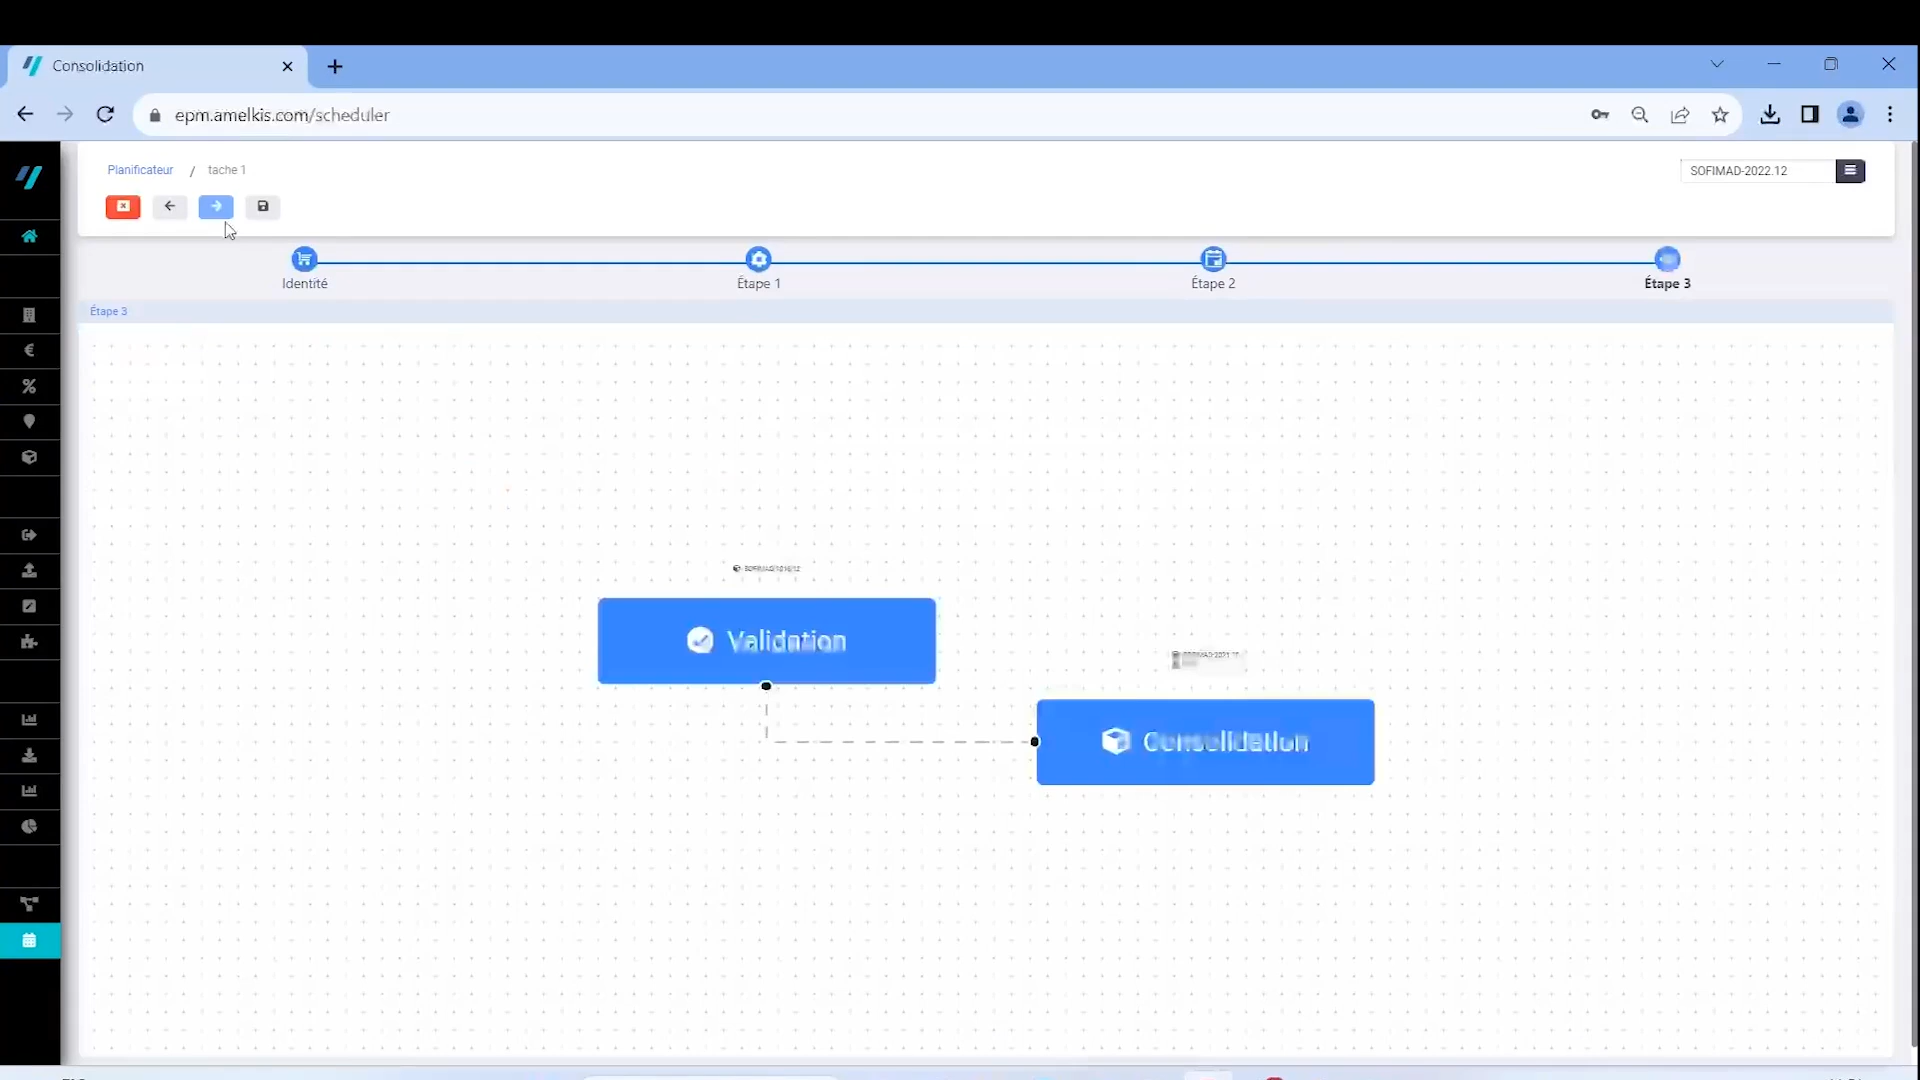 Consolidation
epm.amelkis.com/scheduler
Planificateur / tache 1
SOFIMAD-2022.12
Identité
Étape 1
Étape 2
Étape 3
Étape 3
Validation
Consolidation